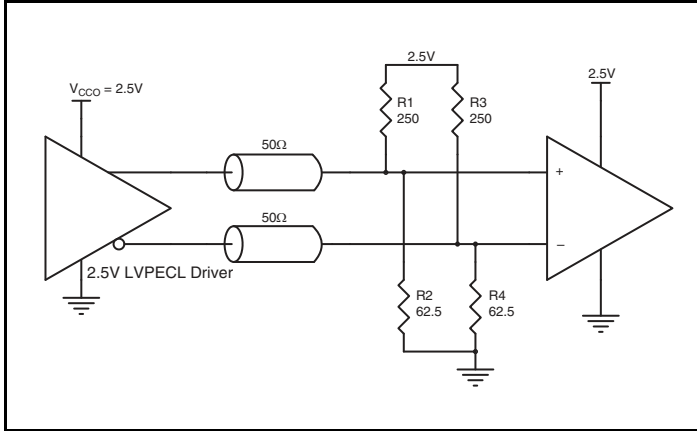 2.5V
V_CCO = 2.5V
2.5V
R1
250
R3
250
50Ω
+
50Ω
–
2.5V LVPECL Driver
R2
62.5
R4
62.5